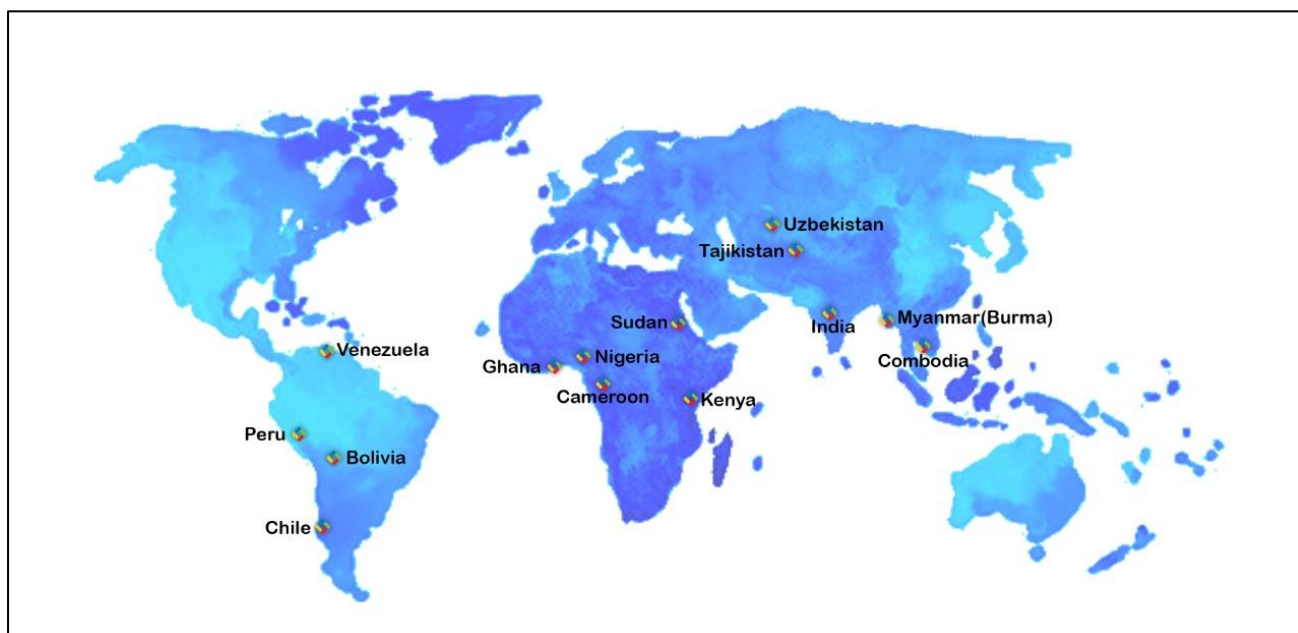 Uzbekistan
Tajikistan
India
Myanmar(Burma)
Sudan
Combodia
Venezuela
Ghana
Nigeria
Cameroon
Kenya
Peru
Bolivia
Chile